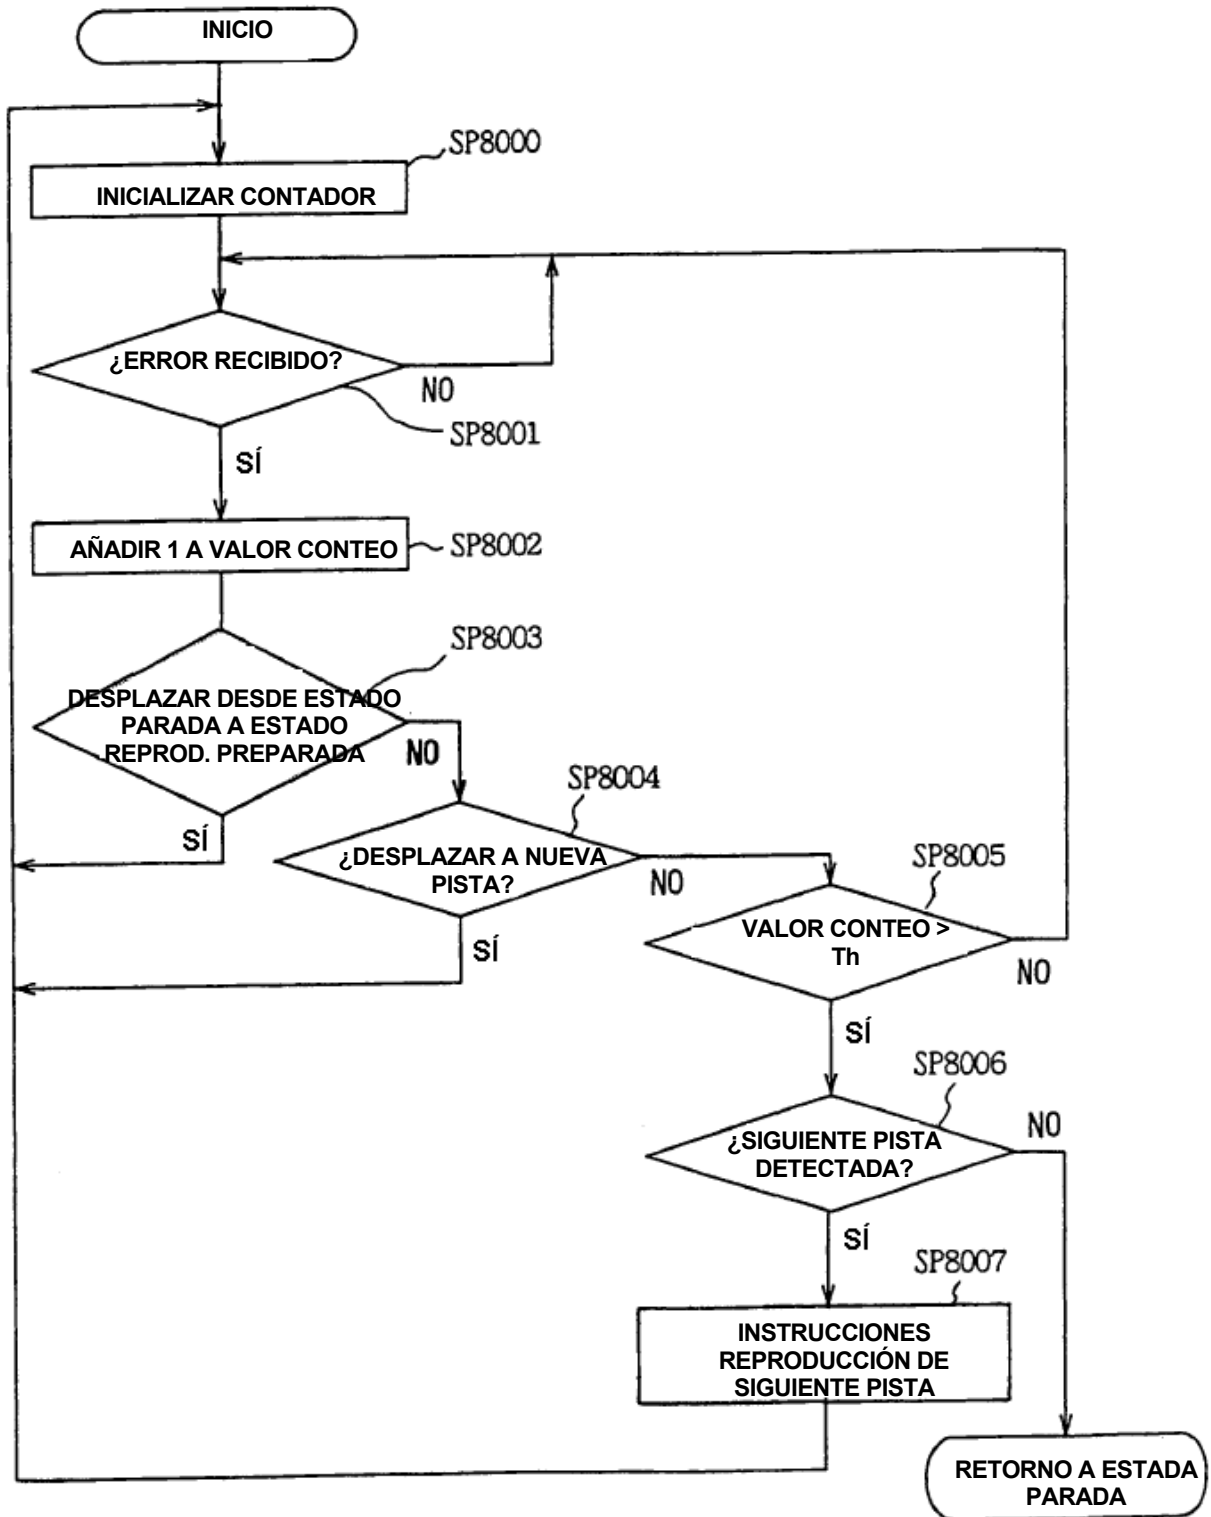 INICIO
SP8000
INICIALIZAR CONTADOR
¿ERROR RECIBIDO?
NO
SP8001
SÍ
AÑADIR 1 A VALOR CONTEO
SP8002
SP8003
DESPLAZAR DESDE ESTADO
PARADA A ESTADO
REPROD. PREPARADA
NO
SÍ
SP8004
¿DESPLAZAR A NUEVA
PISTA?
NO
SÍ
SP8005
VALOR CONTEO >
Th
NO
SÍ
SP8006
¿SIGUIENTE PISTA
DETECTADA?
NO
SÍ
SP8007
INSTRUCCIONES
REPRODUCCIÓN DE
SIGUIENTE PISTA
RETORNO A ESTADA
PARADA